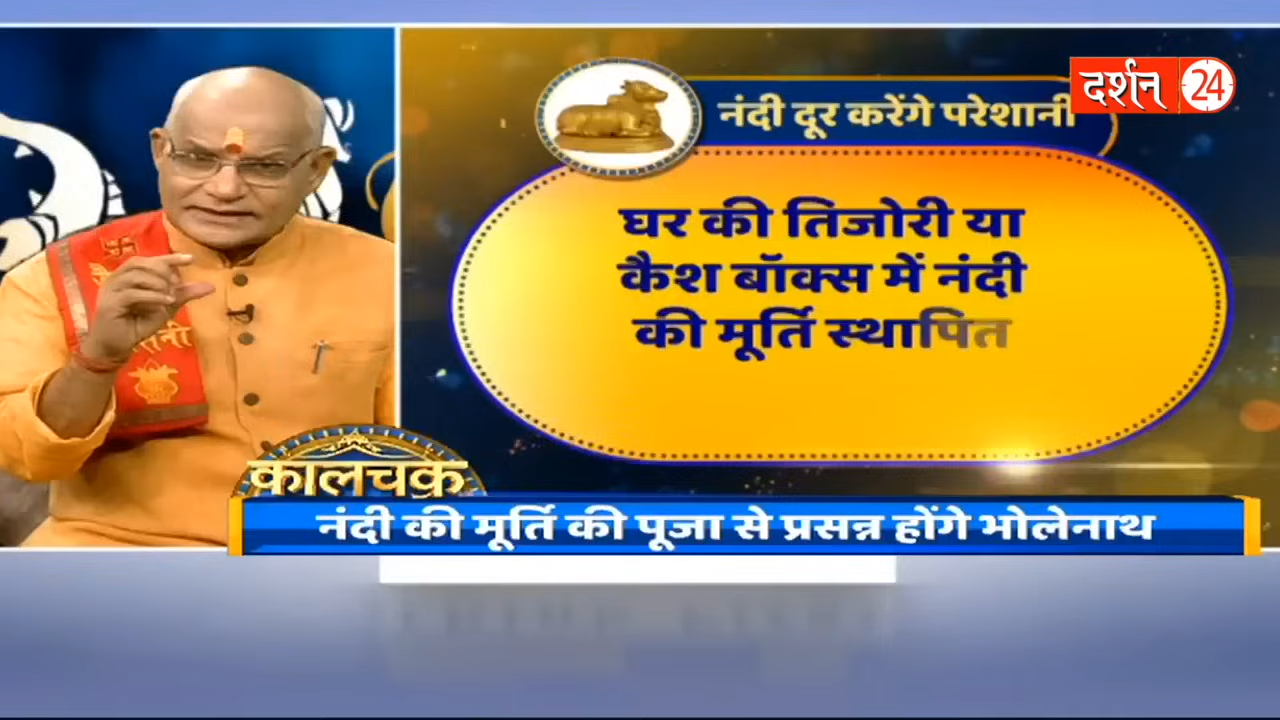 दर्शन 24
नंदी दूर करेंगे परेशानी
घर की तिजोरी या
कैश बॉक्स में नंदी
की मूर्ति स्थापित
कालचक्र
नंदी की मूर्ति की पूजा से प्रसन्न होंगे भोलेनाथ